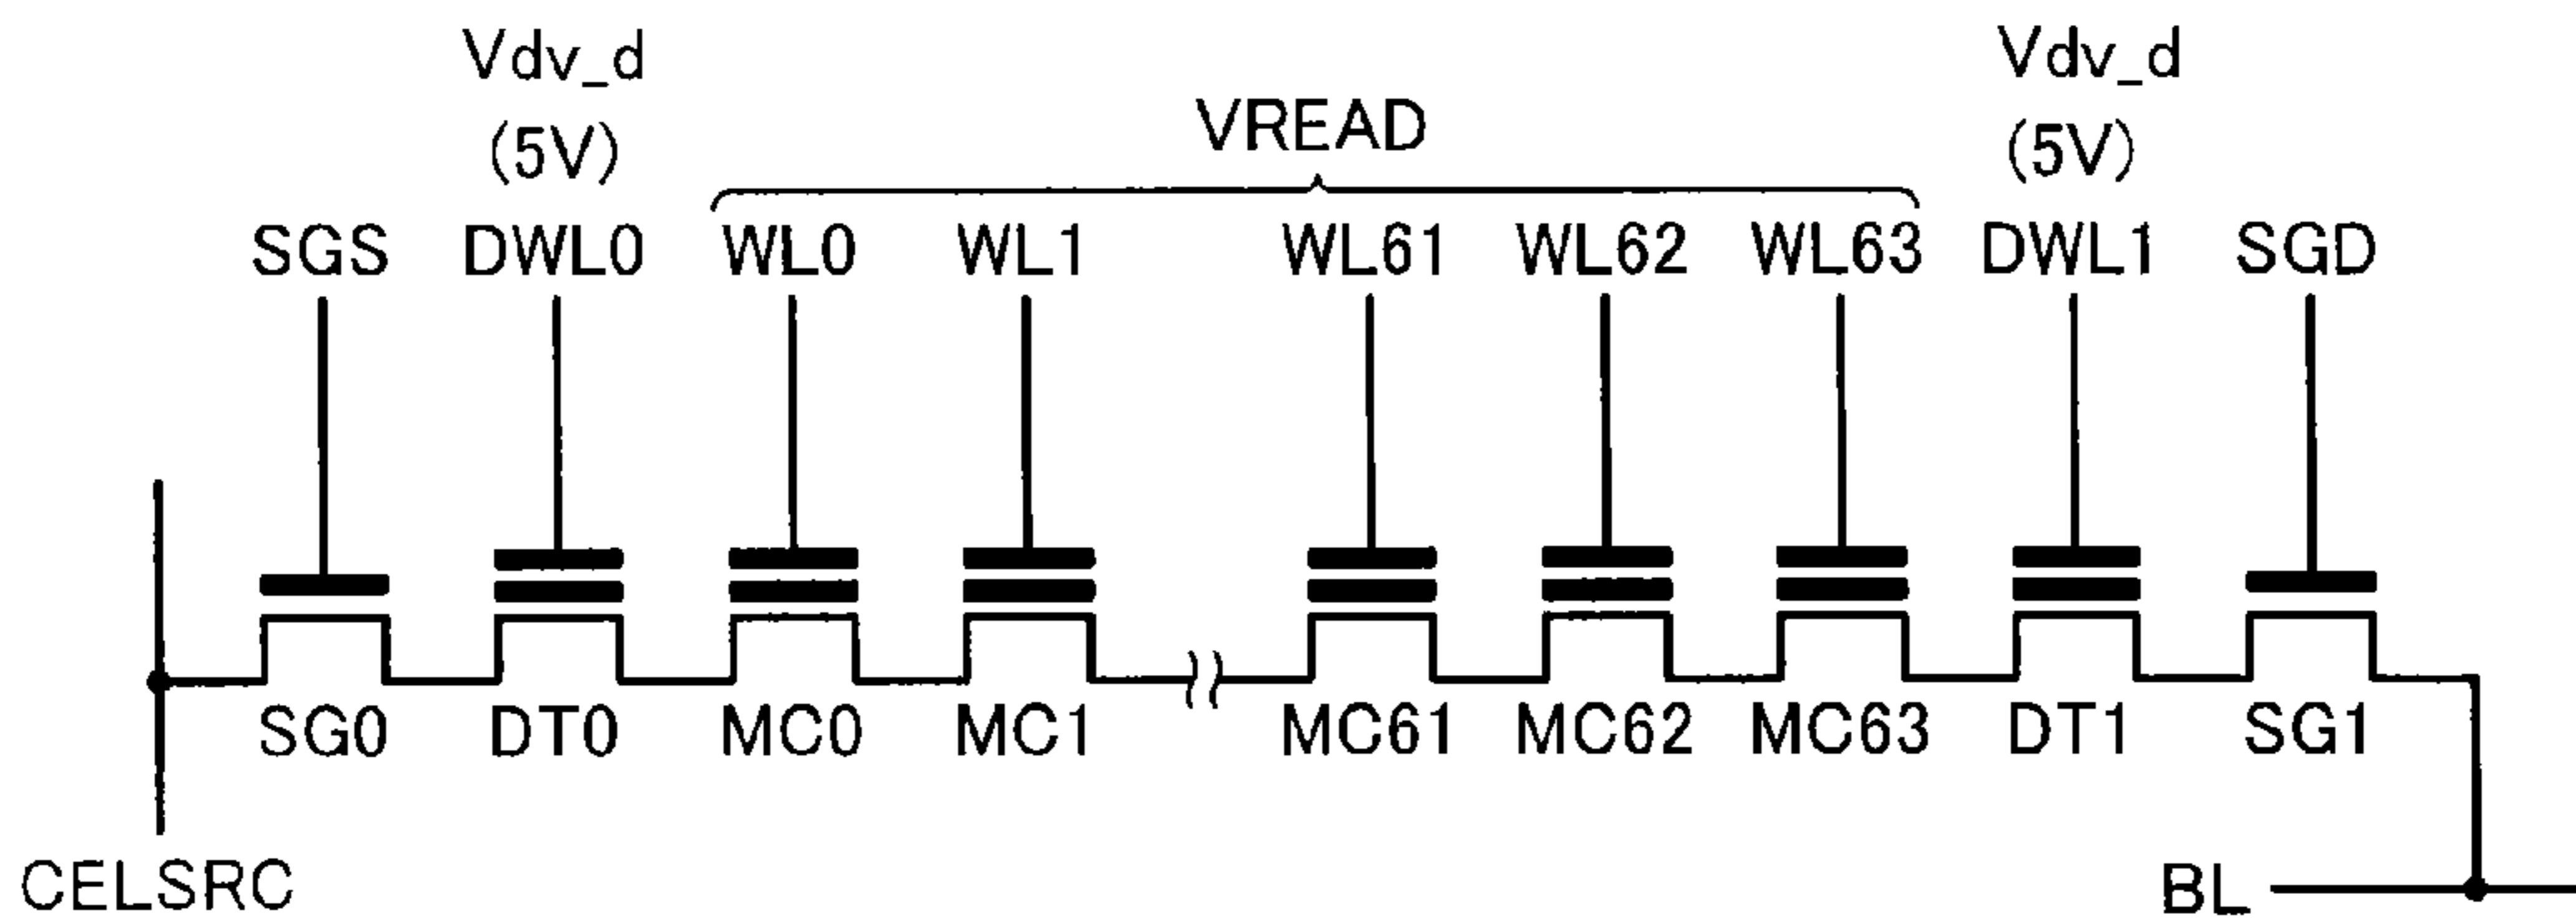 Vdv_d Vdv_d
(5V) VREAD (5V)
SGS DWL0 WL0 WL1 WL61 WL62 WL63 DWL1 SGD
SG0 DT0 MC0 MC1 MC61 MC62 MC63 DT1 SG1
CELSRC BL